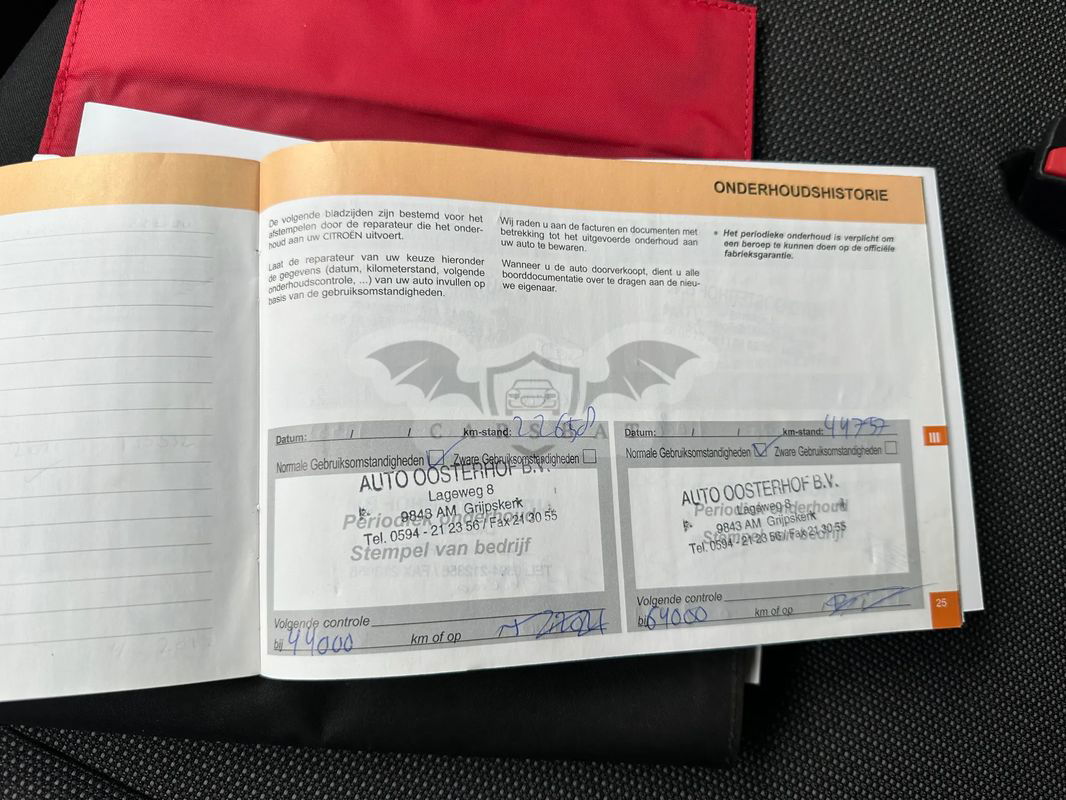 ONDERHOUDSHISTORIE
De volgende bladzijden zijn bestemd voor het
afstempelen door de reparateur die het onder-
houd aan uw CITROËN uitvoert.
Laat de reparateur van uw keuze hieronder
de gegevens (datum, kilometerstand, volgende
onderhoudscontrole, ...) van uw auto invullen op
basis van de gebruiksomstandigheden.
Wij raden u aan de facturen en documenten met
betrekking tot het uitgevoerde onderhoud aan
uw auto te bewaren.
Wanneer u de auto doorverkoopt, dient u alle
boorddocumentatie over te dragen aan de nieu-
we eigenaar.
• Het periodieke onderhoud is verplicht om
een beroep te kunnen doen op de officiële
fabrieksgarantie.
Datum: / / km-stand:
Normale Gebruiksomstandigheden Zware Gebruiksomstandigheden
AUTO OOSTERHOF B.V.
Lageweg 8
9843 AM Grijpskerk
Periodiek onderhoud
Tel. 0594 - 21 23 56 / Fax 21 30 55
Stempel van bedrijf
Volgende controle
bij 44000 km of op
Datum: / / km-stand: 44757
Normale Gebruiksomstandigheden Zware Gebruiksomstandigheden
AUTO OOSTERHOF B.V.
Lageweg 8
Periodiek onderhoud
9843 AM Grijpskerk
Stempel van bedrijf
Tel. 0594 - 21 23 56 / Fax 21 30 55
Volgende controle
bij 64000 km of op
III
25